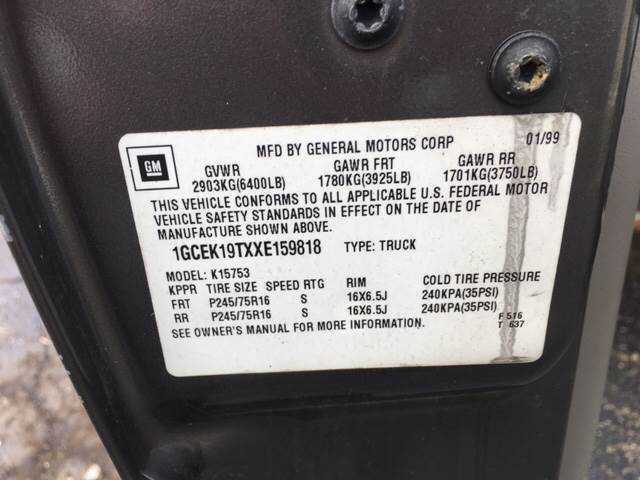 MFD BY GENERAL MOTORS CORP 01/99
GM
GVWR GAWR FRT GAWR RR
2903KG(6400LB) 1780KG(3925LB) 1701KG(3750LB)
THIS VEHICLE CONFORMS TO ALL APPLICABLE U.S. FEDERAL MOTOR
VEHICLE SAFETY STANDARDS IN EFFECT ON THE DATE OF
MANUFACTURE SHOWN ABOVE.
1GCEK19TXXE159818 TYPE: TRUCK
MODEL: K15753
KPPR TIRE SIZE SPEED RTG RIM COLD TIRE PRESSURE
FRT P245/75R16 S 16X6.5J 240KPA(35PSI)
RR P245/75R16 S 16X6.5J 240KPA(35PSI)
SEE OWNER'S MANUAL FOR MORE INFORMATION.
F 516
T 637